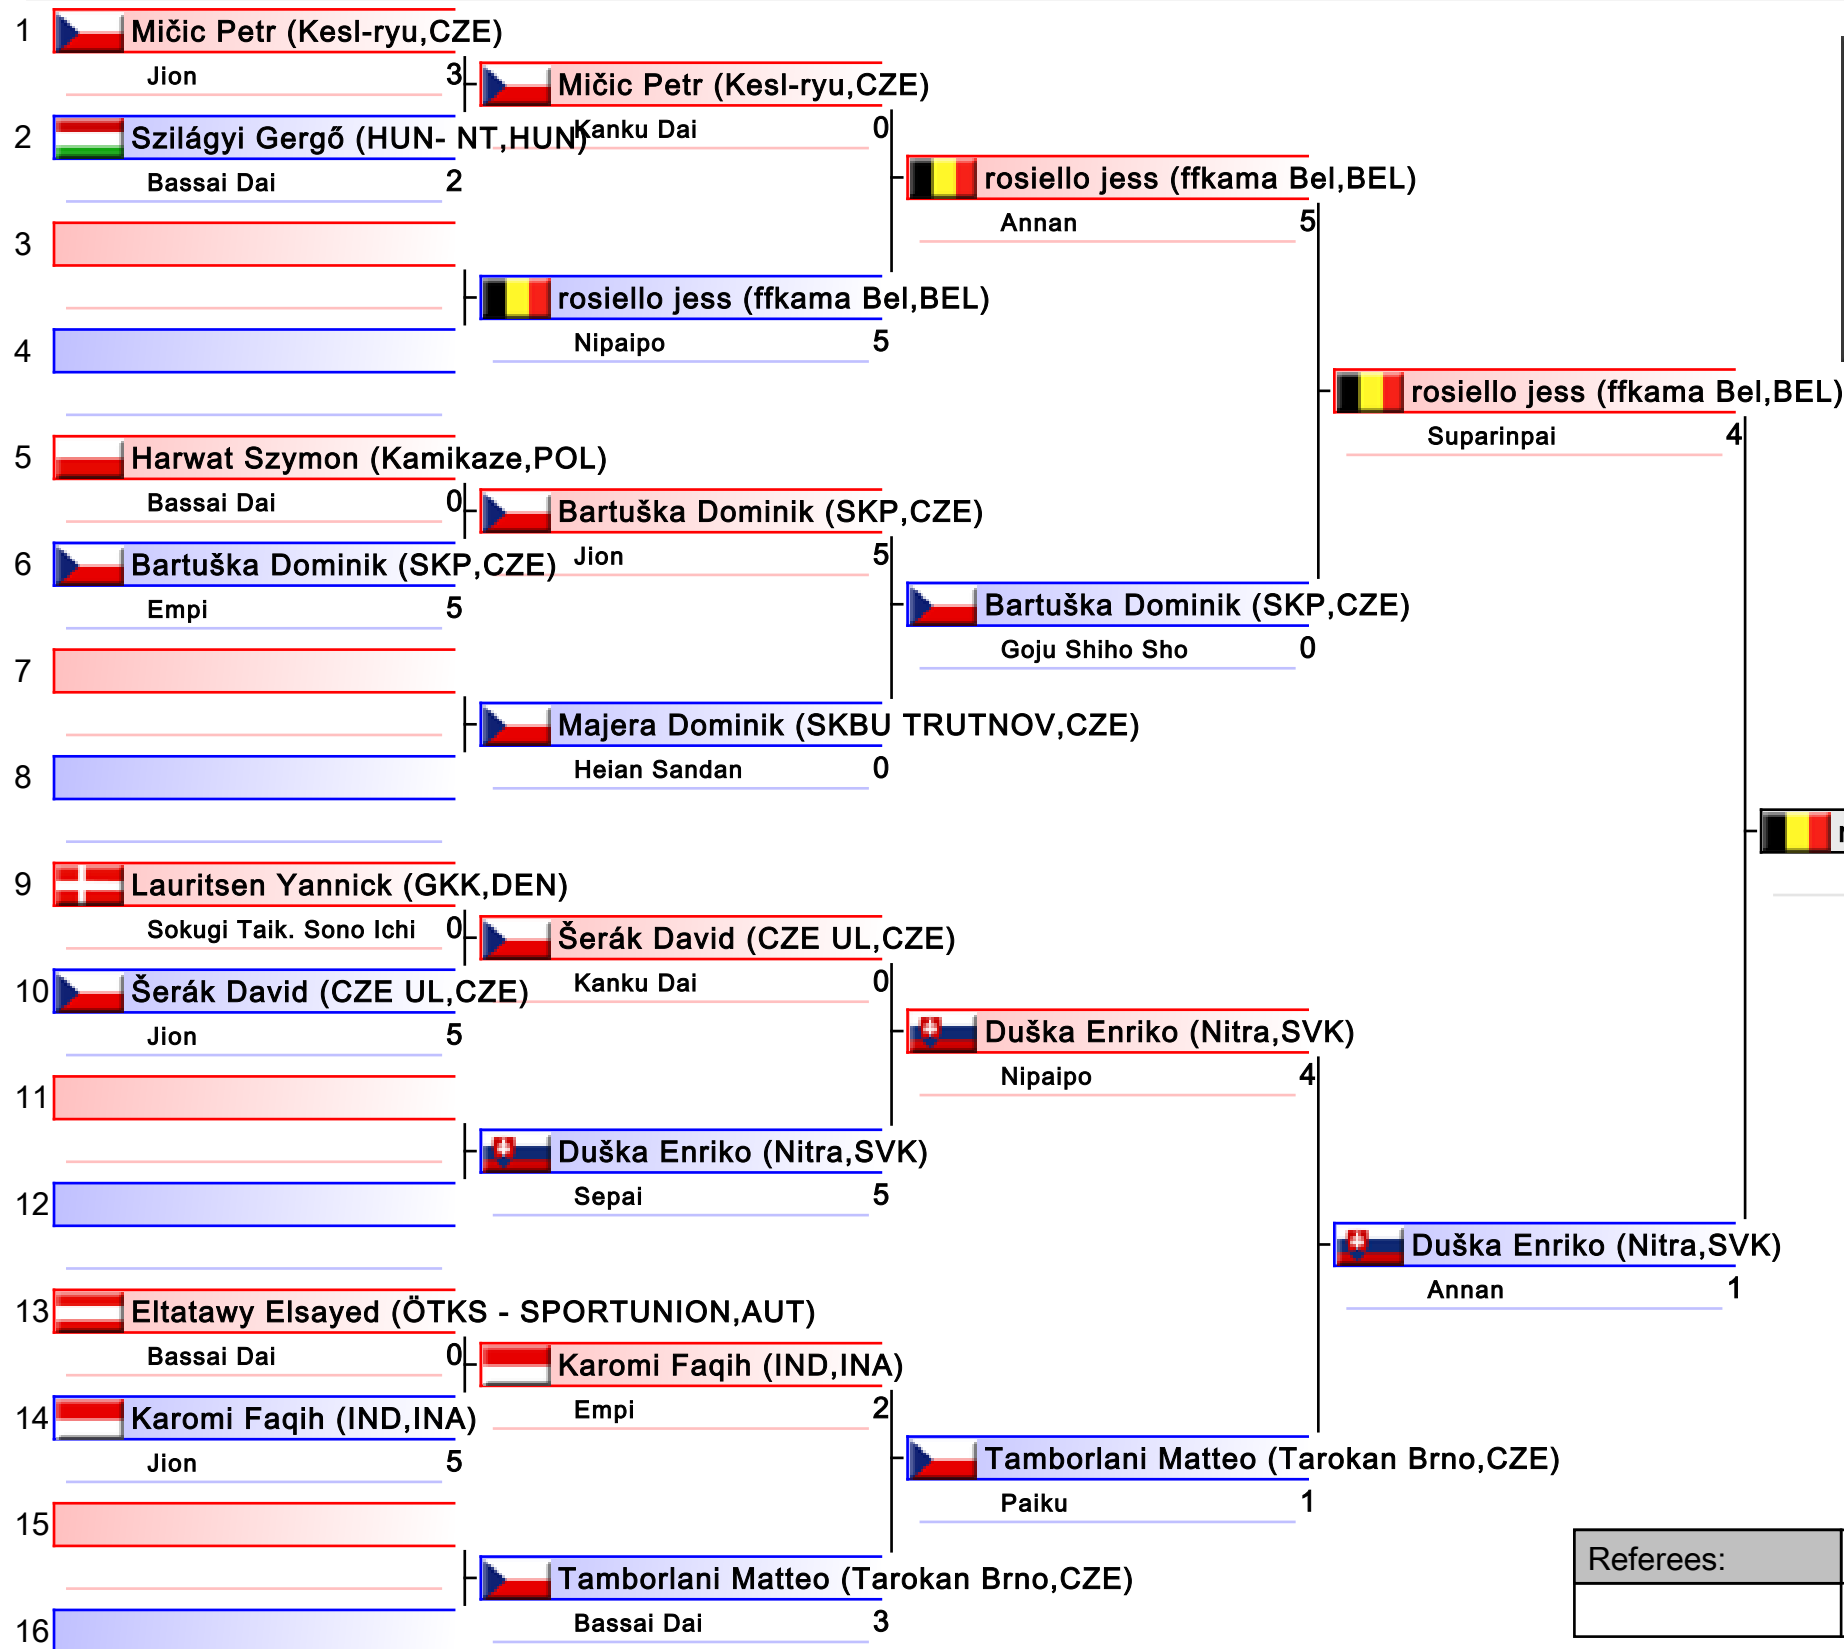 1 Mičic Petr (Kesl-ryu,CZE)
Jion 3
Mičic Petr (Kesl-ryu,CZE)
Kanku Dai 0
2 Szilágyi Gergő (HUN- NT,HUN)
Bassai Dai 2
rosiello jess (ffkama Bel,BEL)
Annan 5
3
rosiello jess (ffkama Bel,BEL)
Nipaipo 5
4
rosiello jess (ffkama Bel,BEL)
Suparinpai 4
5 Harwat Szymon (Kamikaze,POL)
Bassai Dai 0
Bartuška Dominik (SKP,CZE)
Jion 5
6 Bartuška Dominik (SKP,CZE)
Empi 5
Bartuška Dominik (SKP,CZE)
Goju Shiho Sho 0
7
Majera Dominik (SKBU TRUTNOV,CZE)
Heian Sandan 0
8
9 Lauritsen Yannick (GKK,DEN)
Sokugi Taik. Sono Ichi 0
Šerák David (CZE UL,CZE)
Kanku Dai 0
10 Šerák David (CZE UL,CZE)
Jion 5
Duška Enriko (Nitra,SVK)
Nipaipo 4
11
Duška Enriko (Nitra,SVK)
Sepai 5
12
Duška Enriko (Nitra,SVK)
Annan 1
13 Eltatawy Elsayed (ÖTKS - SPORTUNION,AUT)
Bassai Dai 0
Karomi Faqih (IND,INA)
Empi 2
14 Karomi Faqih (IND,INA)
Jion 5
Tamborlani Matteo (Tarokan Brno,CZE)
Paiku 1
15
Tamborlani Matteo (Tarokan Brno,CZE)
Bassai Dai 3
16
Referees: